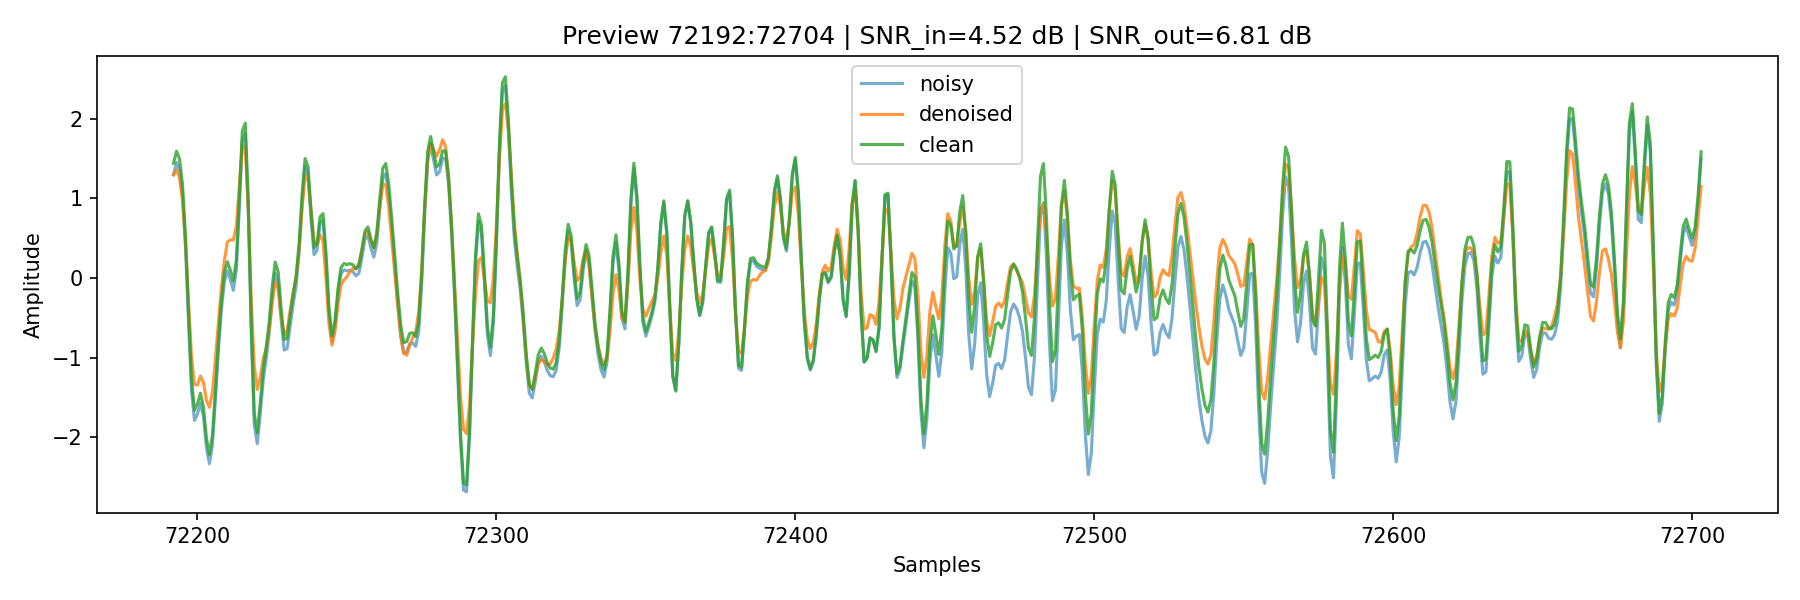 Preview 72192:72704 | SNR_in=4.52 dB | SNR_out=6.81 dB
noisy
denoised
clean
Amplitude
2
1
0
−1
−2
72200 72300 72400 72500 72600 72700
Samples